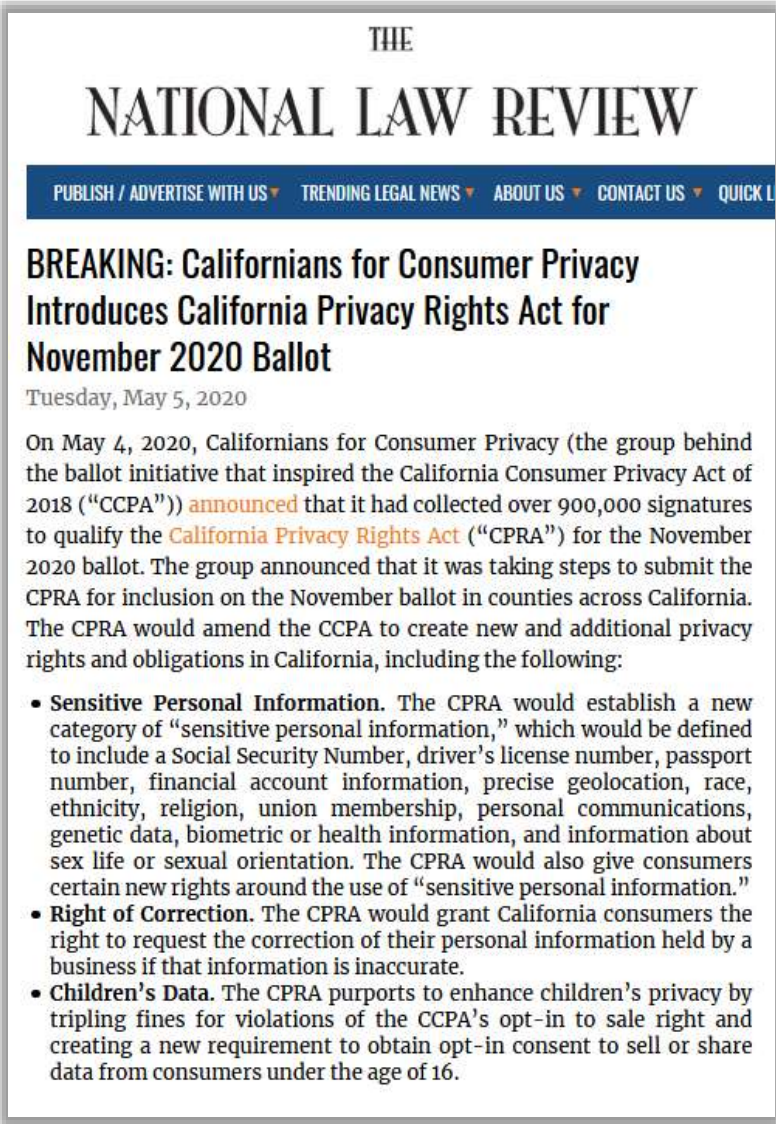 THE
NATIONAL LAW REVIEW
PUBLISH / ADVERTISE WITH US▼ TRENDING LEGAL NEWS ▼ ABOUT US ▼ CONTACT US ▼ QUICK L
BREAKING: Californians for Consumer Privacy
Introduces California Privacy Rights Act for
November 2020 Ballot
Tuesday, May 5, 2020
On May 4, 2020, Californians for Consumer Privacy (the group behind
the ballot initiative that inspired the California Consumer Privacy Act of
2018 (“CCPA”)) announced that it had collected over 900,000 signatures
to qualify the California Privacy Rights Act (“CPRA”) for the November
2020 ballot. The group announced that it was taking steps to submit the
CPRA for inclusion on the November ballot in counties across California.
The CPRA would amend the CCPA to create new and additional privacy
rights and obligations in California, including the following:
• Sensitive Personal Information. The CPRA would establish a new
category of “sensitive personal information,” which would be defined
to include a Social Security Number, driver’s license number, passport
number, financial account information, precise geolocation, race,
ethnicity, religion, union membership, personal communications,
genetic data, biometric or health information, and information about
sex life or sexual orientation. The CPRA would also give consumers
certain new rights around the use of “sensitive personal information.”
• Right of Correction. The CPRA would grant California consumers the
right to request the correction of their personal information held by a
business if that information is inaccurate.
• Children’s Data. The CPRA purports to enhance children’s privacy by
tripling fines for violations of the CCPA’s opt-in to sale right and
creating a new requirement to obtain opt-in consent to sell or share
data from consumers under the age of 16.